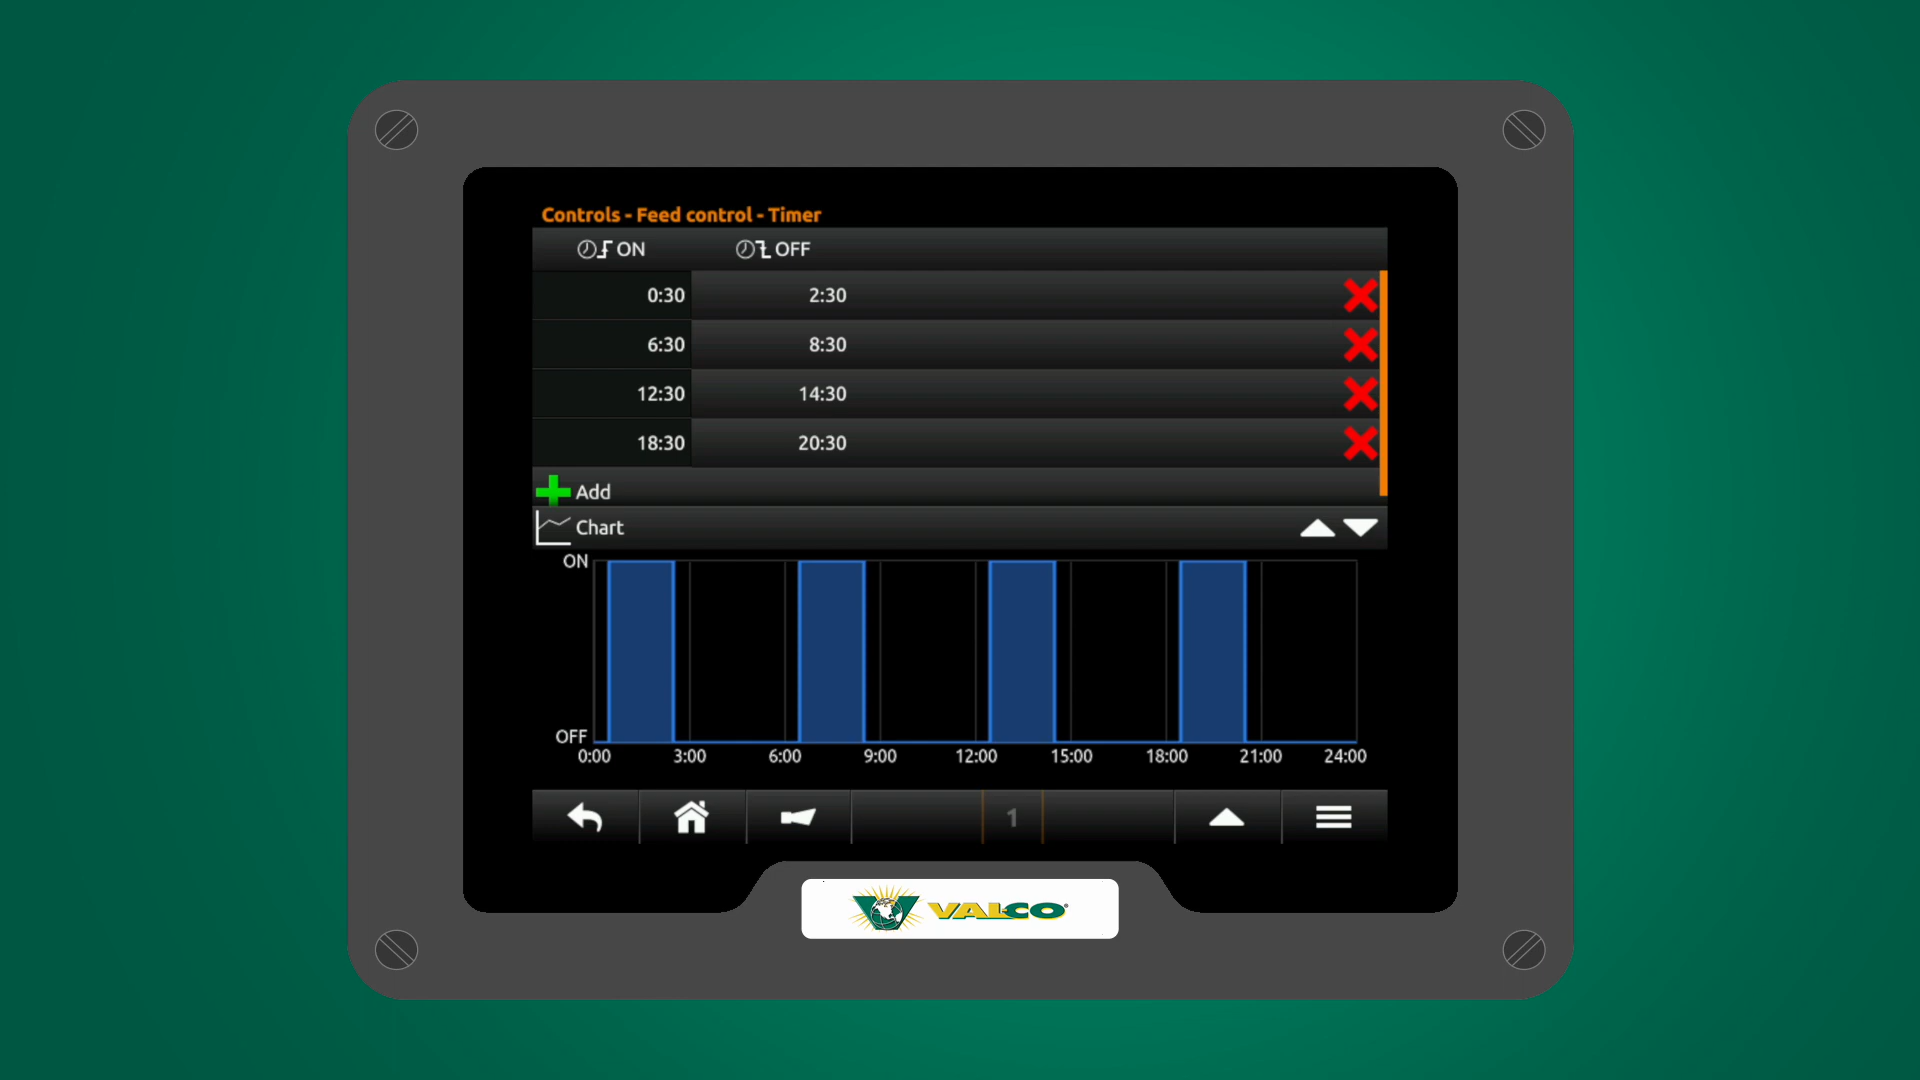 Controls - Feed control - Timer
ON OFF
0:30 2:30
6:30 8:30
12:30 14:30
18:30 20:30
Add
Chart
ON
OFF
0:00 3:00 6:00 9:00 12:00 15:00 18:00 21:00 24:00
1
VALCO®